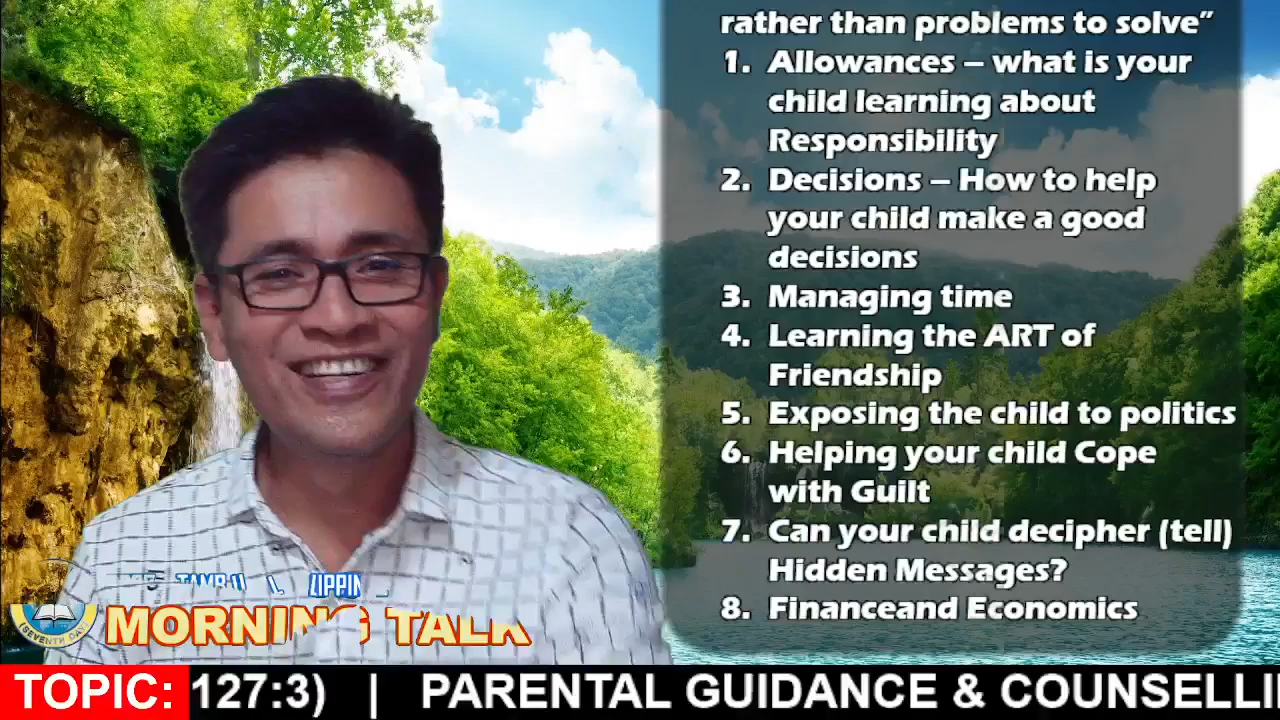 rather than problems to solve”
1. Allowances – what is your
child learning about
Responsibility
2. Decisions – How to help
your child make a good
decisions
3. Managing time
4. Learning the ART of
Friendship
5. Exposing the child to politics
6. Helping your child Cope
with Guilt
7. Can your child decipher (tell)
Hidden Messages?
8. Financeand Economics
(SEVENTH DAY)
MORNING TALK
TOPIC: 127:3) | PARENTAL GUIDANCE & COUNSELLI